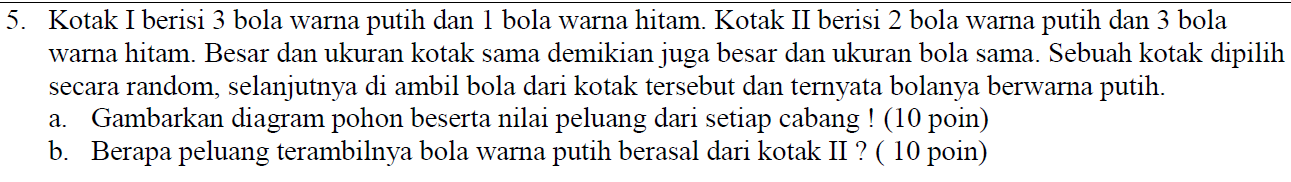 5. Kotak I berisi 3 bola warna putih dan 1 bola warna hitam. Kotak II berisi 2 bola warna putih dan 3 bola
warna hitam. Besar dan ukuran kotak sama demikian juga besar dan ukuran bola sama. Sebuah kotak dipilih
secara random, selanjutnya di ambil bola dari kotak tersebut dan ternyata bolanya berwarna putih.
a. Gambarkan diagram pohon beserta nilai peluang dari setiap cabang ! (10 poin)
b. Berapa peluang terambilnya bola warna putih berasal dari kotak II ? ( 10 poin)